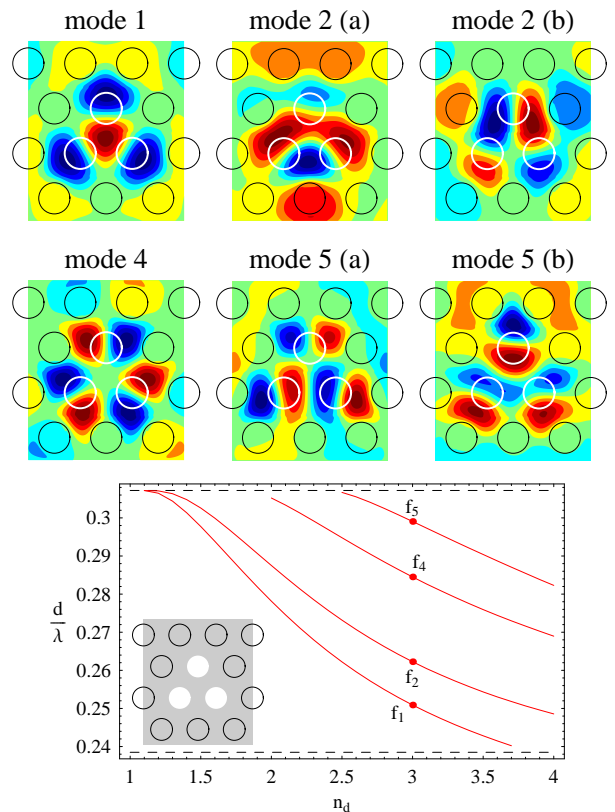 mode 1 mode 2 (a) mode 2 (b)
mode 4 mode 5 (a) mode 5 (b)
0.3
0.29
0.28
0.27
0.26
0.25
0.24
d
λ
f5
f4
f2
f1
1 1.5 2 2.5 3 3.5 4
nd